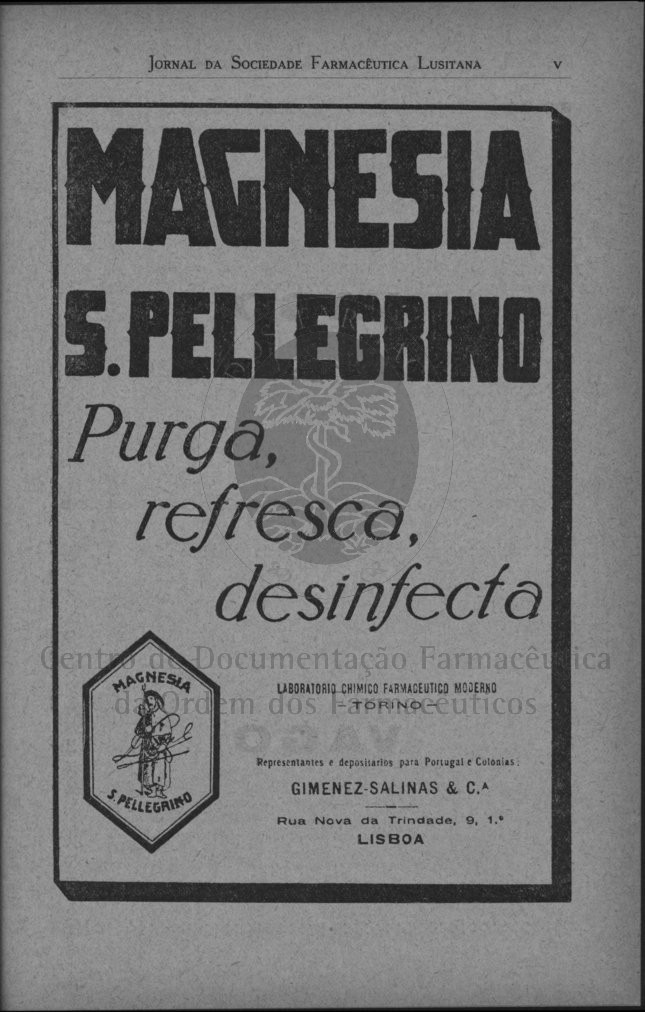 Jornal da Sociedade Farmacêutica Lusitana v
MAGNESIA
S. PELLEGRINO
Purga,
refresca,
desinfecta
Centro de Documentação Farmacêutica
da Ordem dos Farmacêuticos
MAGNESIA
S. PELLEGRINO
LABORATORIO CHIMICO FARMACEUTICO MODERNO
— TORINO —
Representantes e depositarios para Portugal e Colonias:
GIMENEZ-SALINAS & C.ᴬ
Rua Nova da Trindade, 9, 1.º
LISBOA